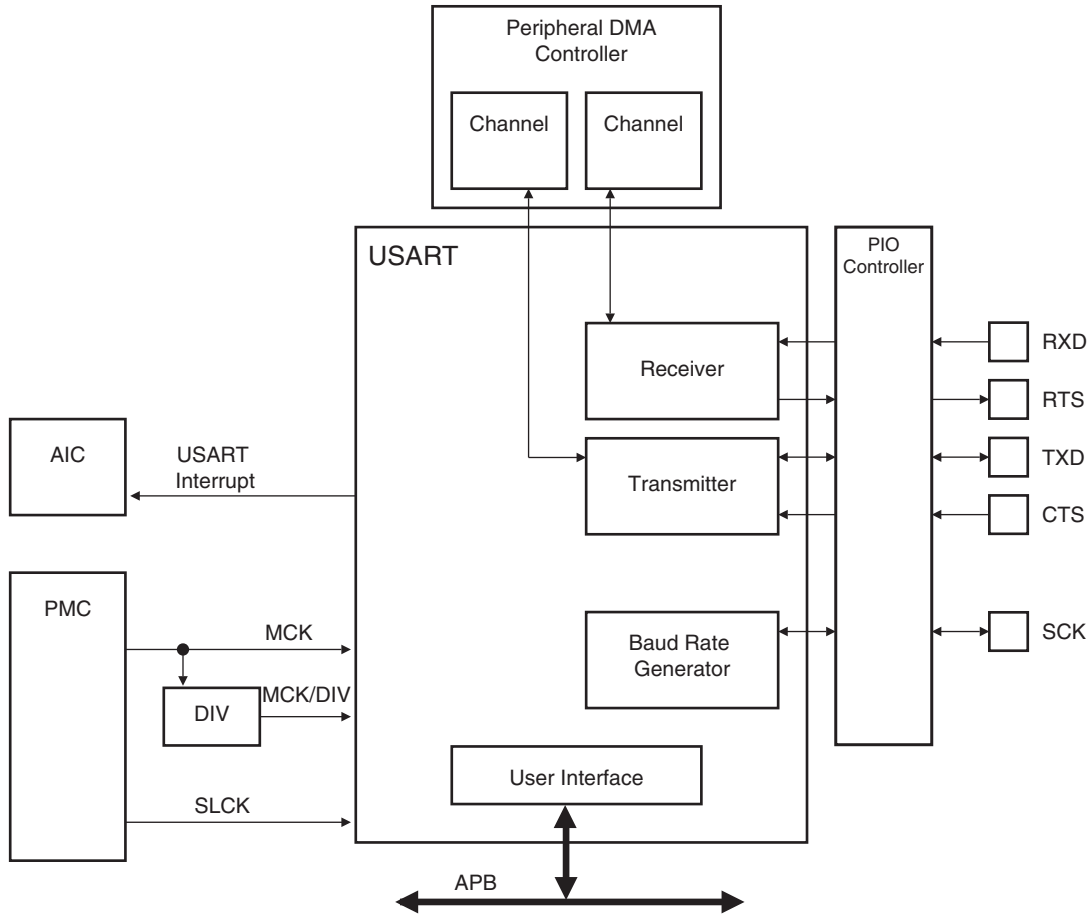 Peripheral DMA
Controller
Channel
Channel
USART
PIO
Controller
Receiver
RXD
RTS
AIC
USART
Interrupt
Transmitter
TXD
CTS
PMC
MCK
Baud Rate
Generator
SCK
DIV
MCK/DIV
User Interface
SLCK
APB